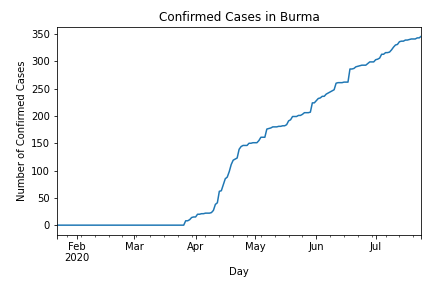 Confirmed Cases in Burma
350
300
250
200
150
100
50
0
Number of Confirmed Cases
Feb Mar Apr May Jun Jul
2020
Day